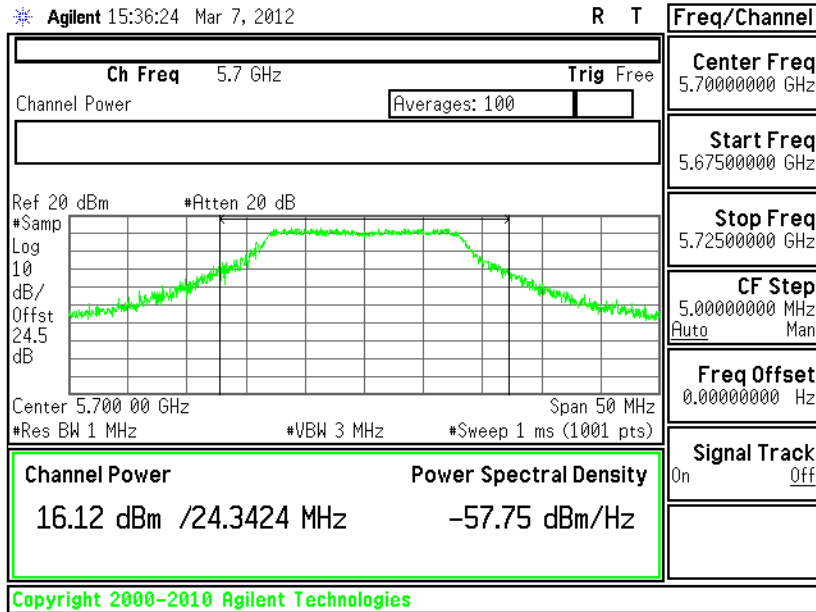 Agilent 15:36:24 Mar 7, 2012 R T
Freq/Channel
Ch Freq 5.7 GHz Trig Free
Channel Power Averages: 100
Center Freq
5.70000000 GHz
Start Freq
5.67500000 GHz
Stop Freq
5.72500000 GHz
CF Step
5.00000000 MHz
Auto Man
Freq Offset
0.00000000 Hz
Signal Track
On Off
Ref 20 dBm #Atten 20 dB
#Samp
Log
10
dB/
Offst
24.5
dB
Center 5.700 00 GHz Span 50 MHz
#Res BW 1 MHz #VBW 3 MHz #Sweep 1 ms (1001 pts)
Channel Power Power Spectral Density
16.12 dBm /24.3424 MHz -57.75 dBm/Hz
Copyright 2000-2010 Agilent Technologies